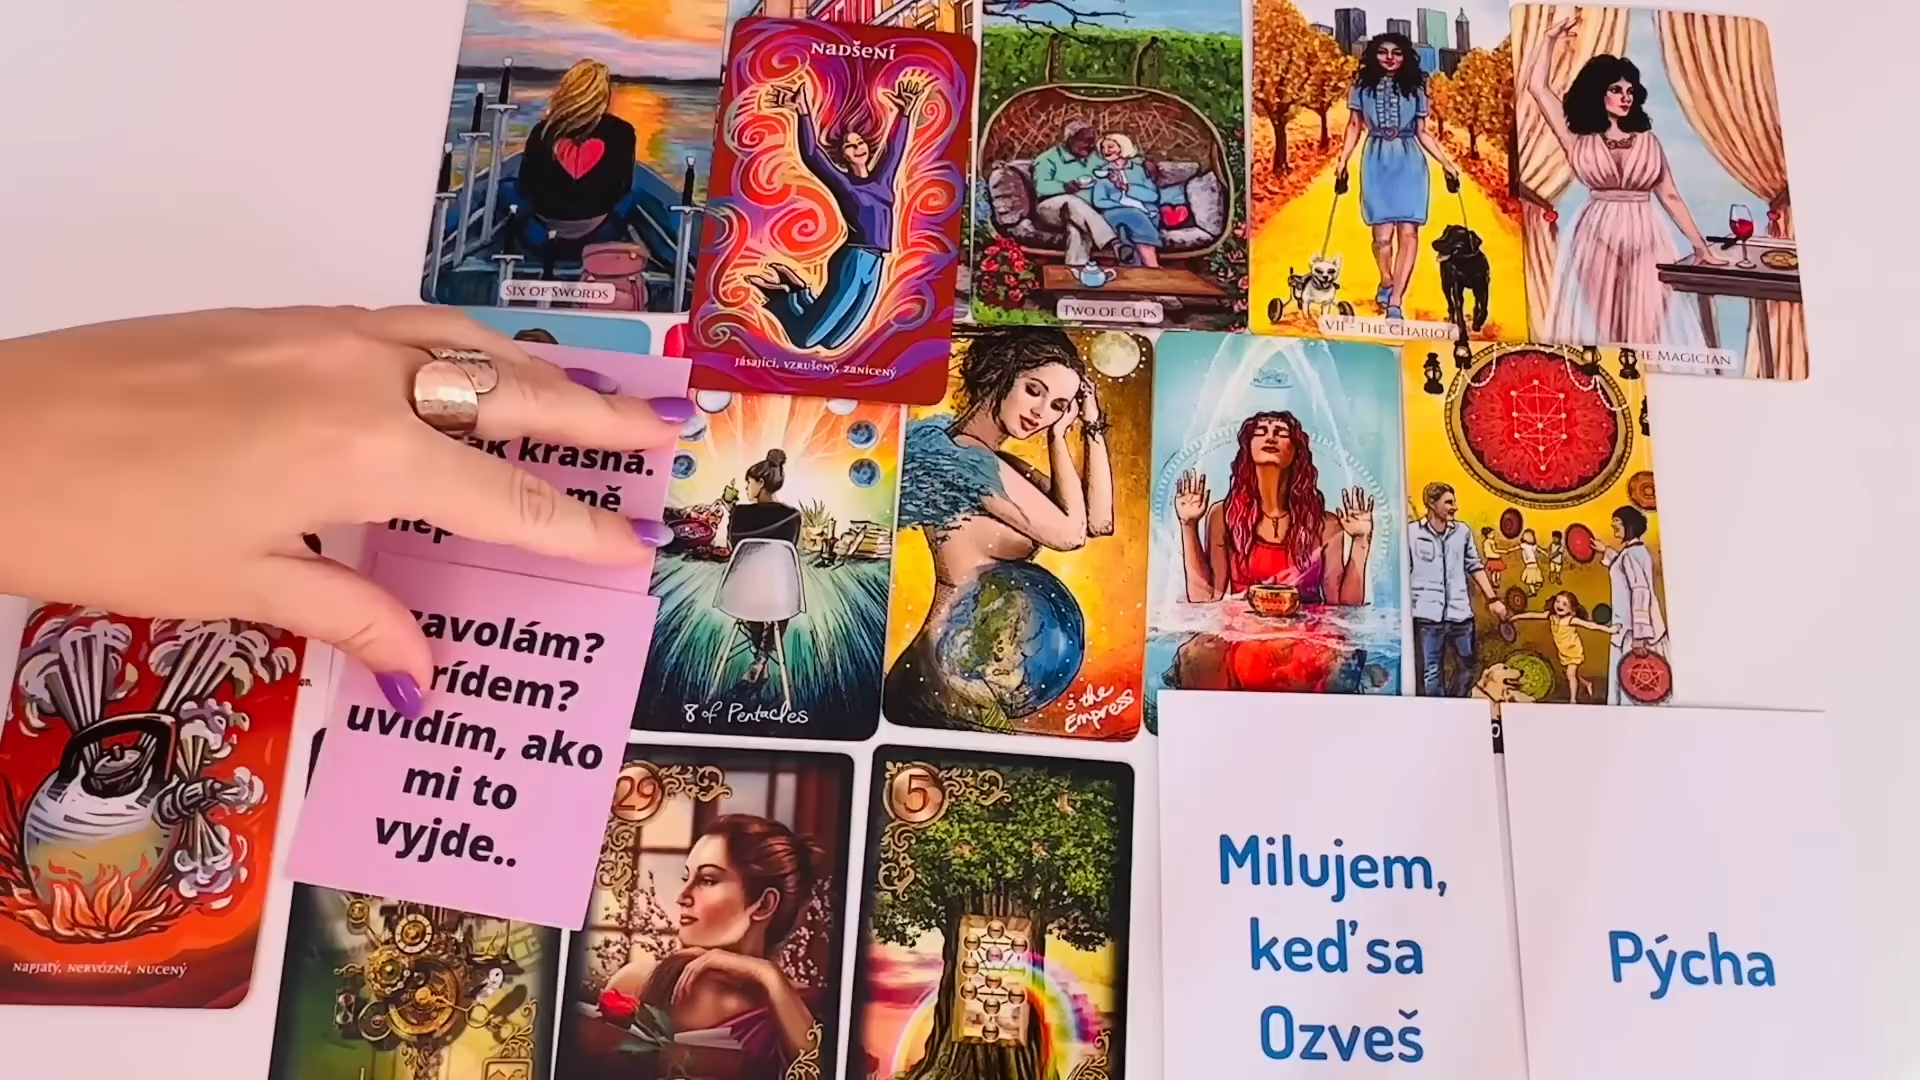 SIX OF SWORDS
Nadšení
Jásající, vzrušený, zanícený
TWO OF CUPS
VII - THE CHARIOT
THE MAGICIAN
krásná.
mě
zavolám?
uvidím, ako
mi to
vyjde..
8 of Pentacles
3 the
Empress
Napjatý, nervózní, nucený
29
5
Milujem,
keď sa
Ozveš
Pýcha